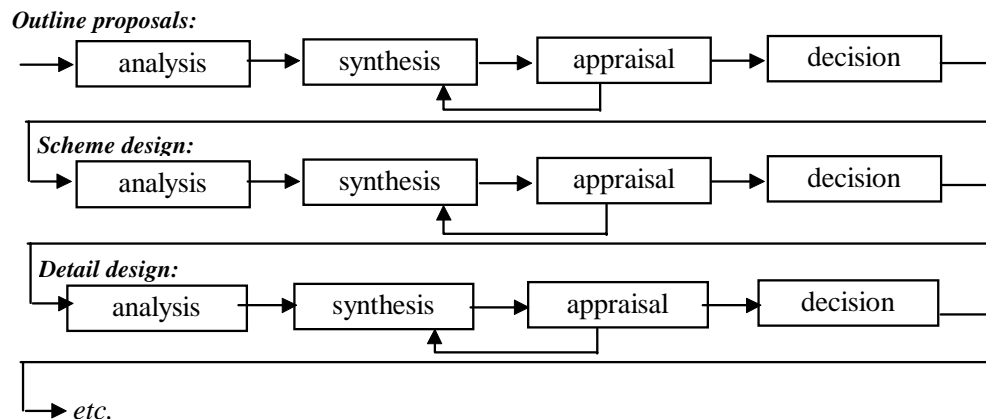 Outline proposals:
analysis synthesis appraisal decision
Scheme design:
analysis synthesis appraisal decision
Detail design:
analysis synthesis appraisal decision
etc.